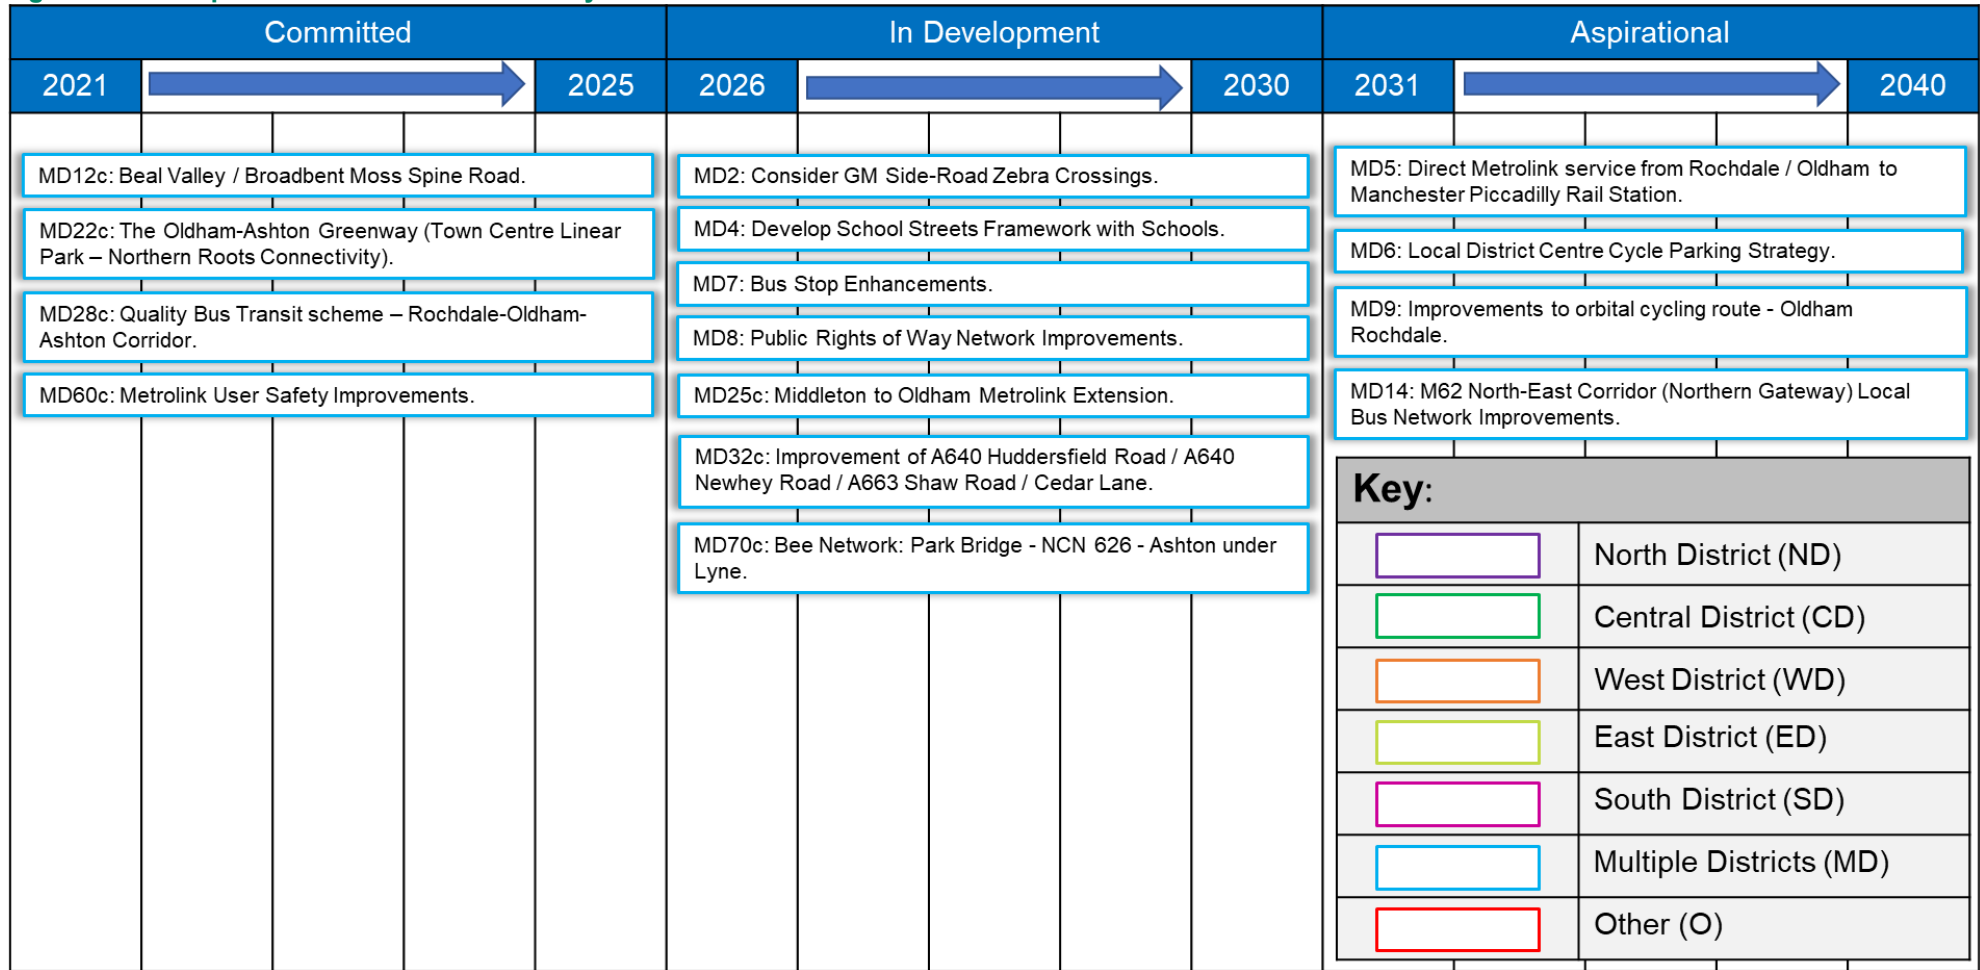 Committed
In Development
Aspirational
2021
2025
2026
2030
2031
2040
MD12c: Beal Valley / Broadbent Moss Spine Road.
MD22c: The Oldham-Ashton Greenway (Town Centre Linear
Park – Northern Roots Connectivity).
MD28c: Quality Bus Transit scheme – Rochdale-Oldham-
Ashton Corridor.
MD60c: Metrolink User Safety Improvements.
MD2: Consider GM Side-Road Zebra Crossings.
MD4: Develop School Streets Framework with Schools.
MD7: Bus Stop Enhancements.
MD8: Public Rights of Way Network Improvements.
MD25c: Middleton to Oldham Metrolink Extension.
MD32c: Improvement of A640 Huddersfield Road / A640
Newhey Road / A663 Shaw Road / Cedar Lane.
MD70c: Bee Network: Park Bridge - NCN 626 - Ashton under
Lyne.
MD5: Direct Metrolink service from Rochdale / Oldham to
Manchester Piccadilly Rail Station.
MD6: Local District Centre Cycle Parking Strategy.
MD9: Improvements to orbital cycling route - Oldham
Rochdale.
MD14: M62 North-East Corridor (Northern Gateway) Local
Bus Network Improvements.
Key:
North District (ND)
Central District (CD)
West District (WD)
East District (ED)
South District (SD)
Multiple Districts (MD)
Other (O)